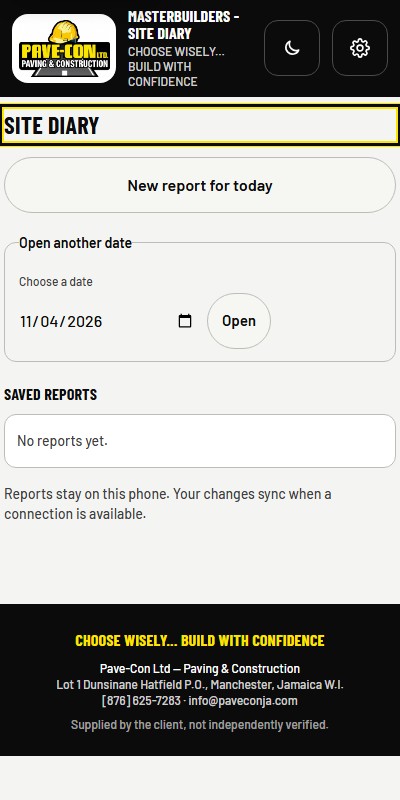 PAVE-CON LTD.
PAVING & CONSTRUCTION
MASTERBUILDERS –
SITE DIARY
CHOOSE WISELY...
BUILD WITH
CONFIDENCE
SITE DIARY
New report for today
Open another date
Choose a date
11/04/2026
Open
SAVED REPORTS
No reports yet.
Reports stay on this phone. Your changes sync when a
connection is available.
CHOOSE WISELY... BUILD WITH CONFIDENCE
Pave-Con Ltd — Paving & Construction
Lot 1 Dunsinane Hatfield P.O., Manchester, Jamaica W.I.
[876] 625-7283 · info@paveconja.com
Supplied by the client, not independently verified.